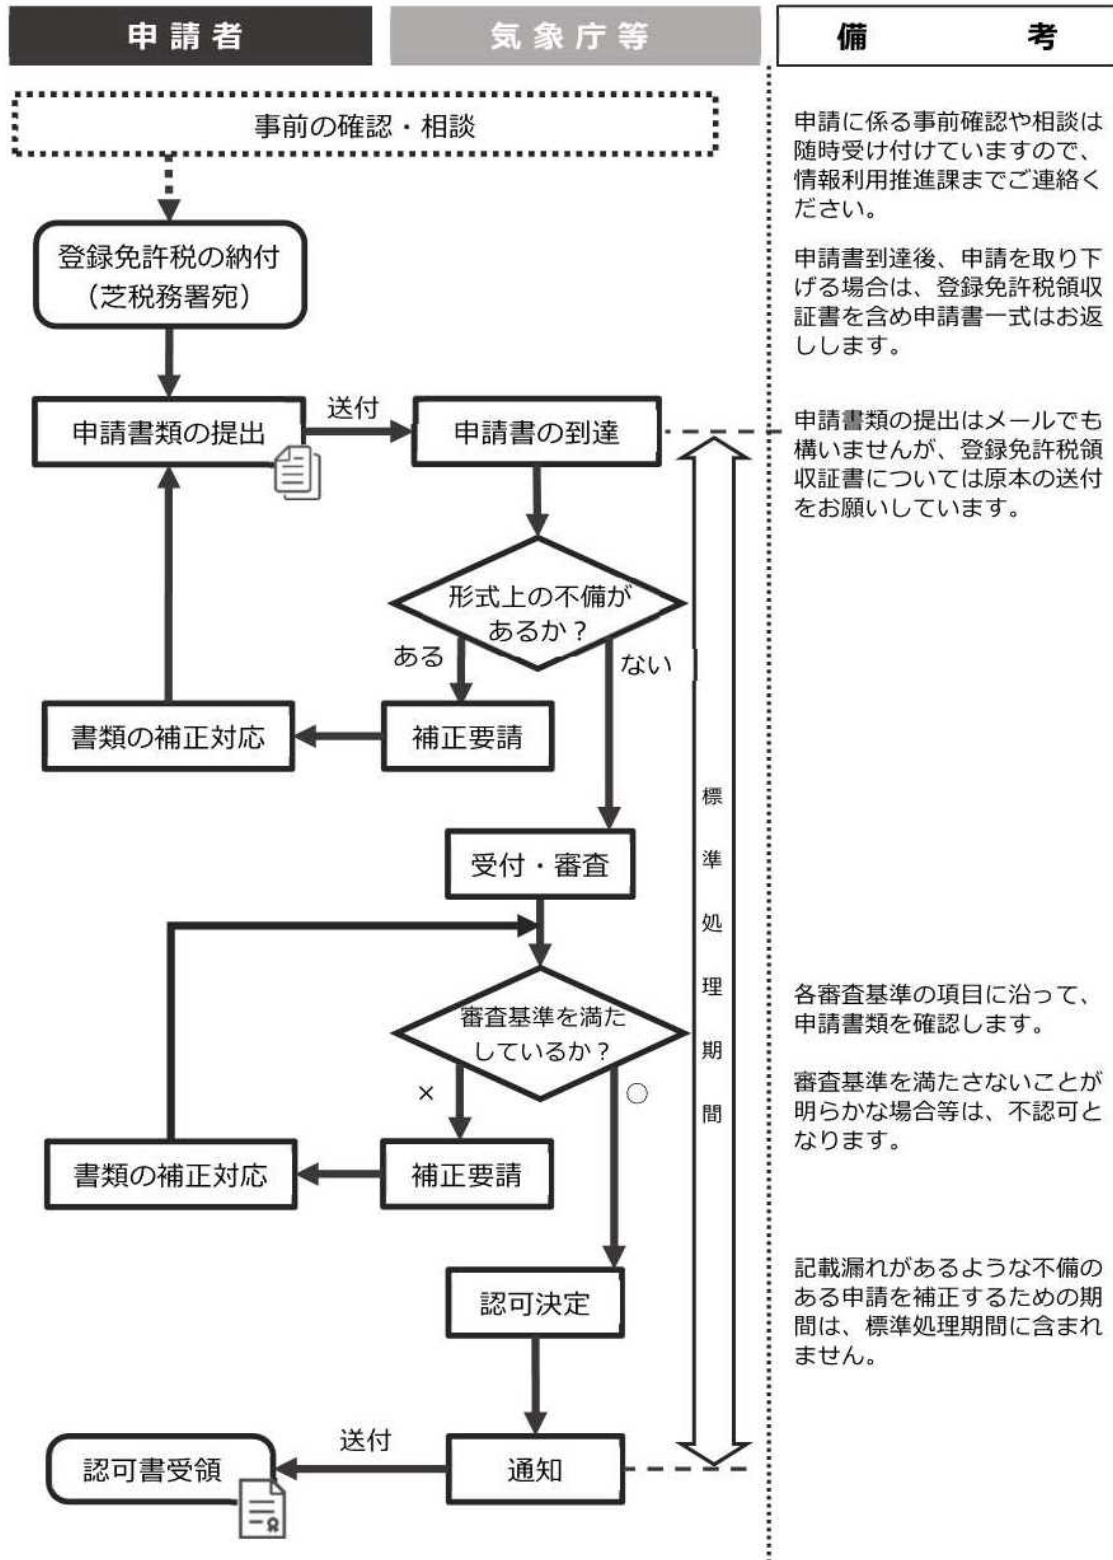 申請者
気象庁等
備考
事前の確認・相談
申請に係る事前確認や相談は
随時受け付けていますので、
情報利用推進課までご連絡く
ださい。
登録免許税の納付
（芝税務署宛）
申請書到達後、申請を取り下
げる場合は、登録免許税領収
証書を含め申請書一式はお返
しします。
申請書類の提出
送付
申請書の到達
申請書類の提出はメールでも
構いませんが、登録免許税領
収証書については原本の送付
をお願いしています。
形式上の不備が
あるか？
ある
ない
書類の補正対応
補正要請
標準処理期間
受付・審査
審査基準を満た
しているか？
×
○
各審査基準の項目に沿って、
申請書類を確認します。
審査基準を満たさないことが
明らかな場合等は、不認可と
なります。
書類の補正対応
補正要請
認可決定
記載漏れがあるような不備の
ある申請を補正するための期
間は、標準処理期間に含まれ
ません。
認可書受領
送付
通知